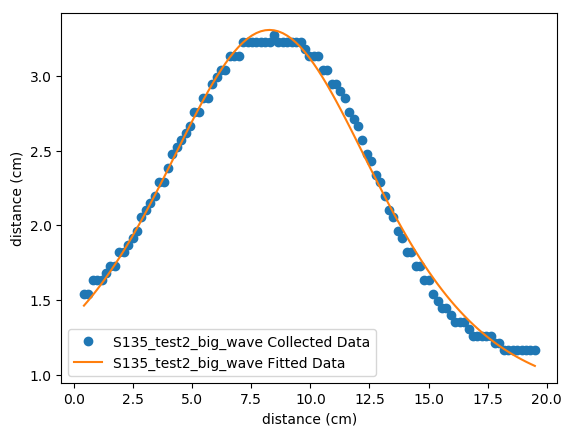 3.0
2.5
2.0
1.5
1.0
distance (cm)
S135_test2_big_wave Collected Data
S135_test2_big_wave Fitted Data
0.0 2.5 5.0 7.5 10.0 12.5 15.0 17.5 20.0
distance (cm)